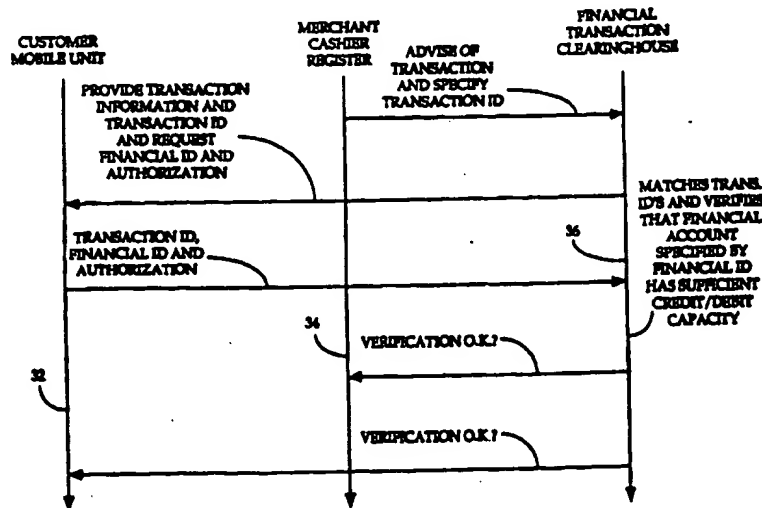 CUSTOMER
MOBILE UNIT
MERCHANT
CASHIER
REGISTER
FINANCIAL
TRANSACTION
CLEARINGHOUSE
ADVISE OF
TRANSACTION
AND SPECIFY
TRANSACTION ID
PROVIDE TRANSACTION
INFORMATION AND
TRANSACTION ID
AND REQUEST
FINANCIAL ID AND
AUTHORIZATION
MATCHES TRANS.
ID'S AND VERIFIES
THAT FINANCIAL
ACCOUNT
SPECIFIED BY
FINANCIAL ID
HAS SUFFICIENT
CREDIT/DEBIT
CAPACITY
36
TRANSACTION ID,
FINANCIAL ID AND
AUTHORIZATION
34
VERIFICATION O.K.?
32
VERIFICATION O.K.?